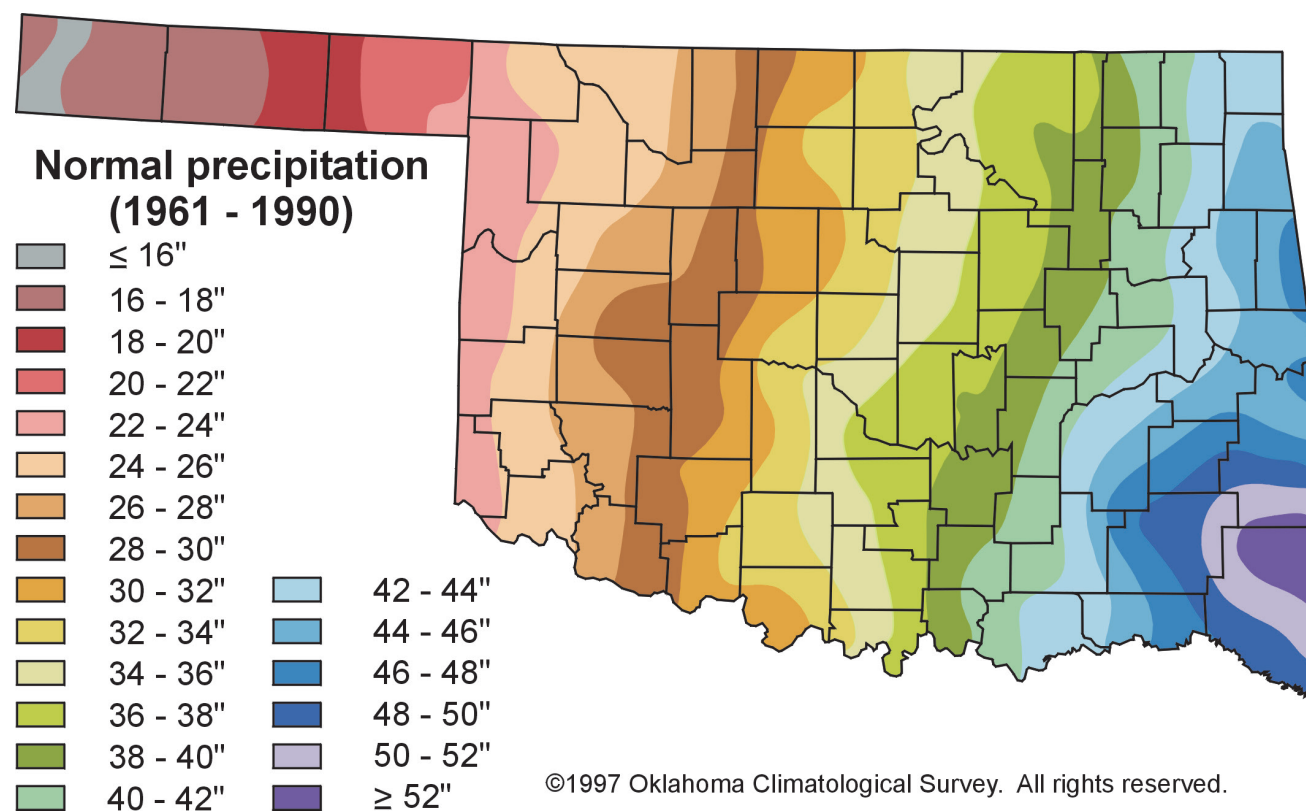 Normal precipitation
(1961 - 1990)
≤ 16"
16 - 18"
18 - 20"
20 - 22"
22 - 24"
24 - 26"
26 - 28"
28 - 30"
30 - 32"
32 - 34"
34 - 36"
36 - 38"
38 - 40"
40 - 42"
42 - 44"
44 - 46"
46 - 48"
48 - 50"
50 - 52"
≥ 52"
©1997 Oklahoma Climatological Survey. All rights reserved.